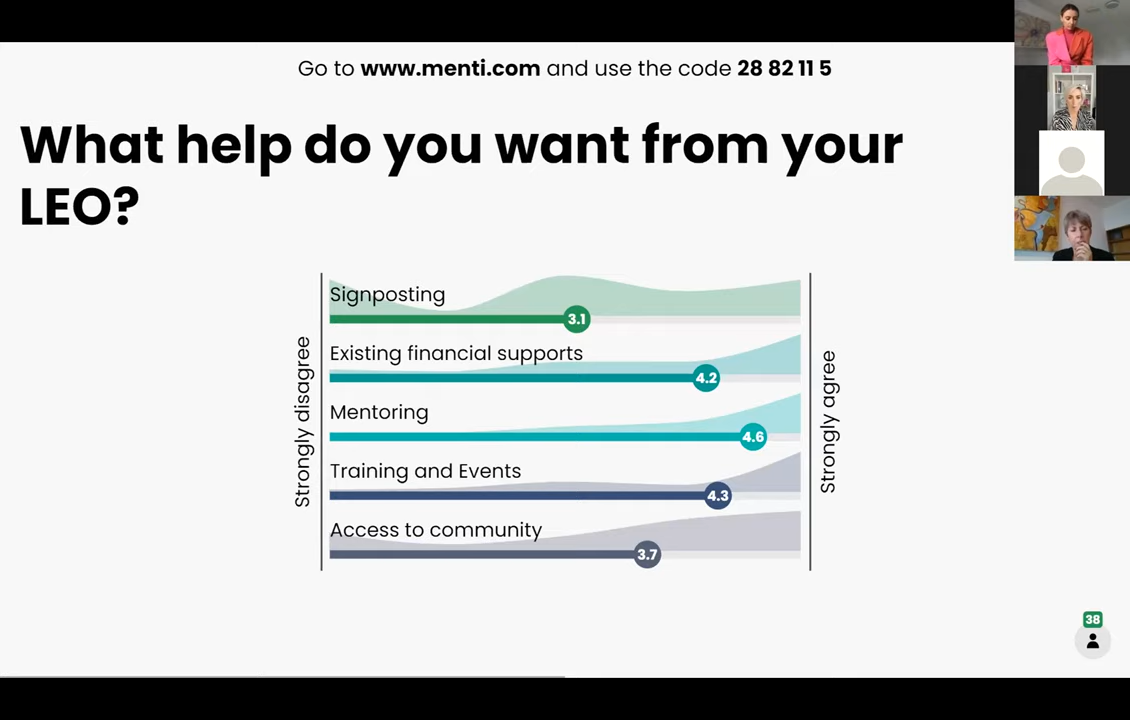 Go to www.menti.com and use the code 28 82 11 5
What help do you want from your
LEO?
Strongly disagree
Signposting
3.1
Existing financial supports
4.2
Mentoring
4.6
Training and Events
4.3
Access to community
3.7
Strongly agree
38